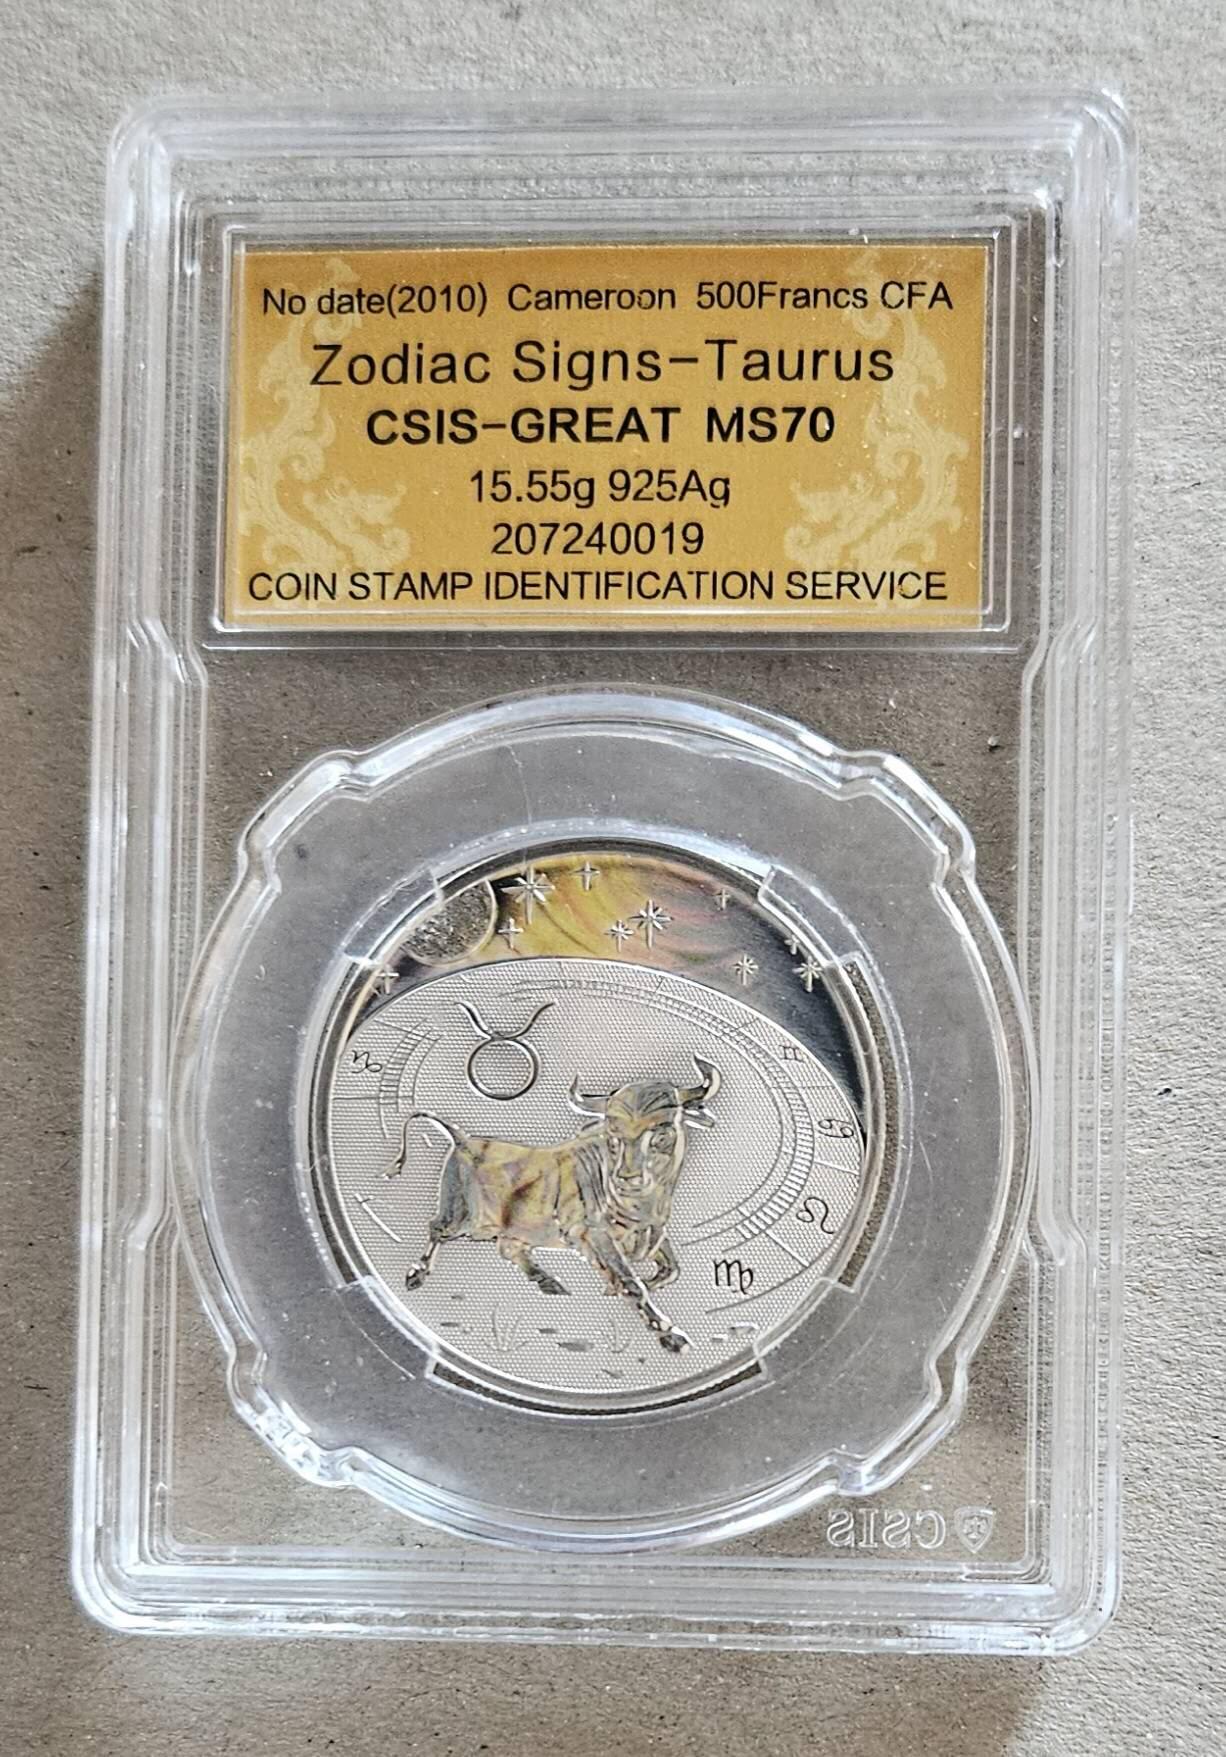 No date(2010) Cameroon 500Francs CFA
Zodiac Signs-Taurus
CSIS-GREAT MS70
15.55g 925Ag
207240019
COIN STAMP IDENTIFICATION SERVICE
CSIS